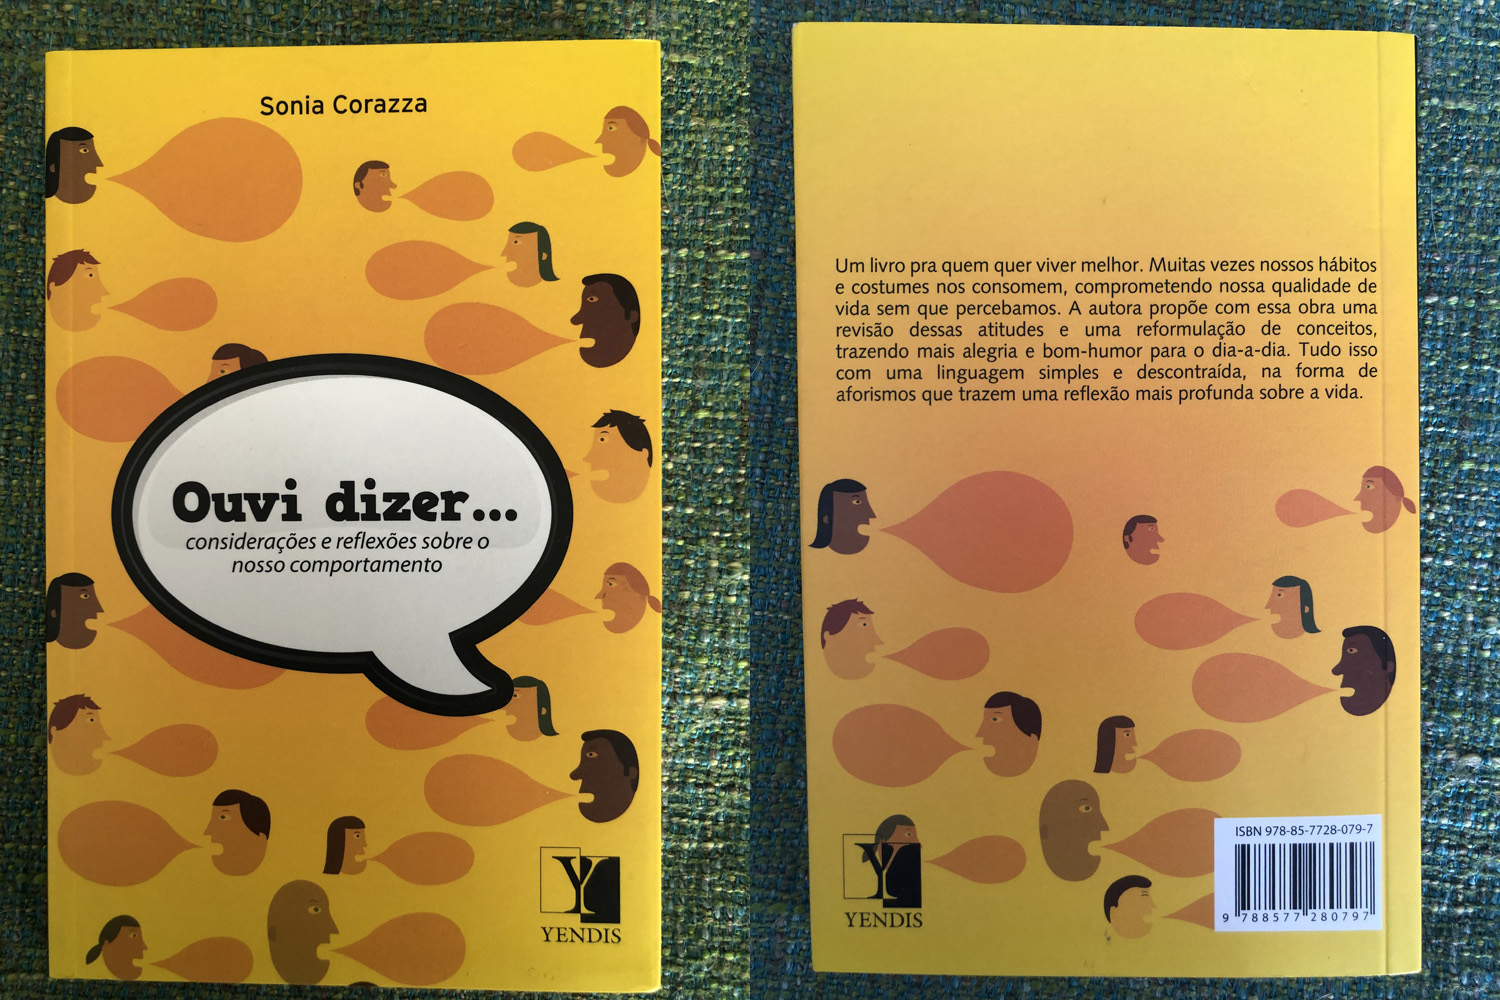 Sonia Corazza
Ouvi dizer...
considerações e reflexões sobre o
nosso comportamento
YENDIS
Um livro pra quem quer viver melhor. Muitas vezes nossos hábitos
e costumes nos consomem, comprometendo nossa qualidade de
vida sem que percebamos. A autora propõe com essa obra uma
revisão dessas atitudes e uma reformulação de conceitos,
trazendo mais alegria e bom-humor para o dia-a-dia. Tudo isso
com uma linguagem simples e descontraída, na forma de
aforismos que trazem uma reflexão mais profunda sobre a vida.
Y
YENDIS
ISBN 978-85-7728-079-7
9 788577 280797